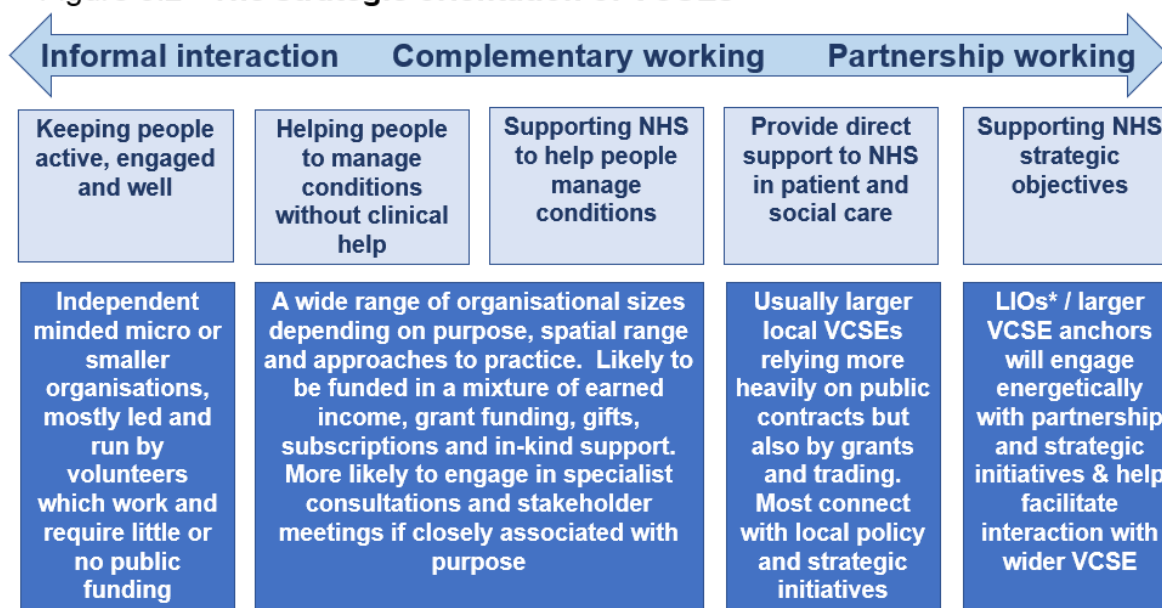 Figure The strategic orientation of VCSEs
Informal interaction Complementary working Partnership working
Keeping people
active, engaged
and well
Helping people
to manage
conditions
without clinical
help
Supporting NHS
to help people
manage
conditions
Provide direct
support to NHS
in patient and
social care
Supporting NHS
strategic
objectives
Independent
minded micro or
smaller
organisations,
mostly led and
run by
volunteers
which work and
require little or
no public
funding
A wide range of organisational sizes
depending on purpose, spatial range
and approaches to practice. Likely to
be funded in a mixture of earned
income, grant funding, gifts,
subscriptions and in-kind support.
More likely to engage in specialist
consultations and stakeholder
meetings if closely associated with
purpose
Usually larger
local VCSEs
relying more
heavily on public
contracts but
also by grants
and trading.
Most connect
with local policy
and strategic
initiatives
LIOs* / larger
VCSE anchors
will engage
energetically
with partnership
and strategic
initiatives & help
facilitate
interaction with
wider VCSE